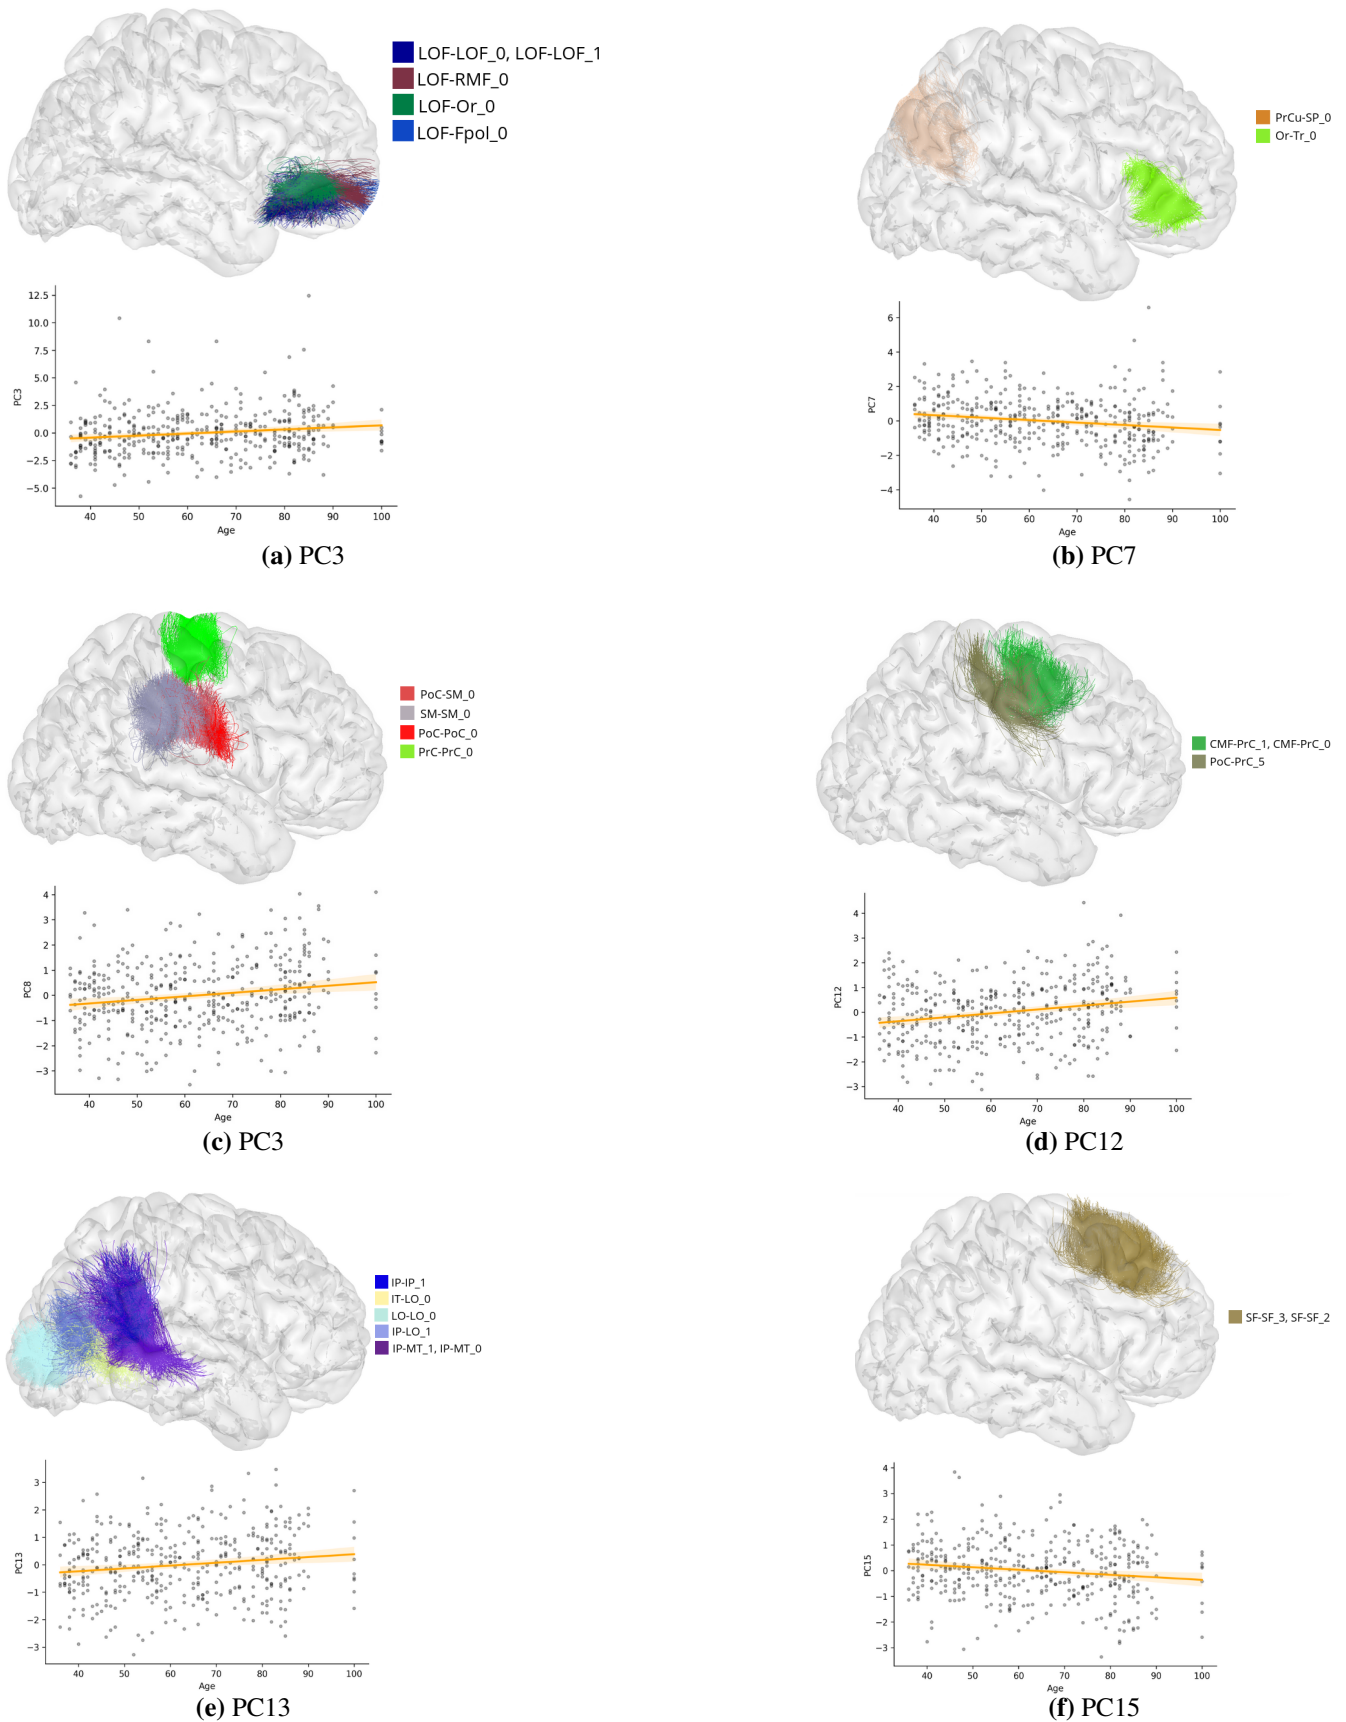 LOF-LOF_0, LOF-LOF_1
LOF-RMF_0
LOF-Or_0
LOF-Fpol_0
12.5
10.0
7.5
5.0
2.5
0.0
−2.5
−5.0
PC3
40 50 60 70 80 90 100
Age
(a) PC3
PrCu-SP_0
Or-Tr_0
6
4
2
0
−2
−4
PC7
40 50 60 70 80 90 100
Age
(b) PC7
PoC-SM_0
SM-SM_0
PoC-PoC_0
PrC-PrC_0
4
3
2
1
0
−1
−2
−3
PC8
40 50 60 70 80 90 100
Age
(c) PC3
CMF-PrC_1, CMF-PrC_0
PoC-PrC_5
4
3
2
1
0
−1
−2
−3
PC12
40 50 60 70 80 90 100
Age
(d) PC12
IP-IP_1
IT-LO_0
LO-LO_0
IP-LO_1
IP-MT_1, IP-MT_0
3
2
1
0
−1
−2
−3
PC13
40 50 60 70 80 90 100
Age
(e) PC13
SF-SF_3, SF-SF_2
4
3
2
1
0
−1
−2
−3
PC15
40 50 60 70 80 90 100
Age
(f) PC15